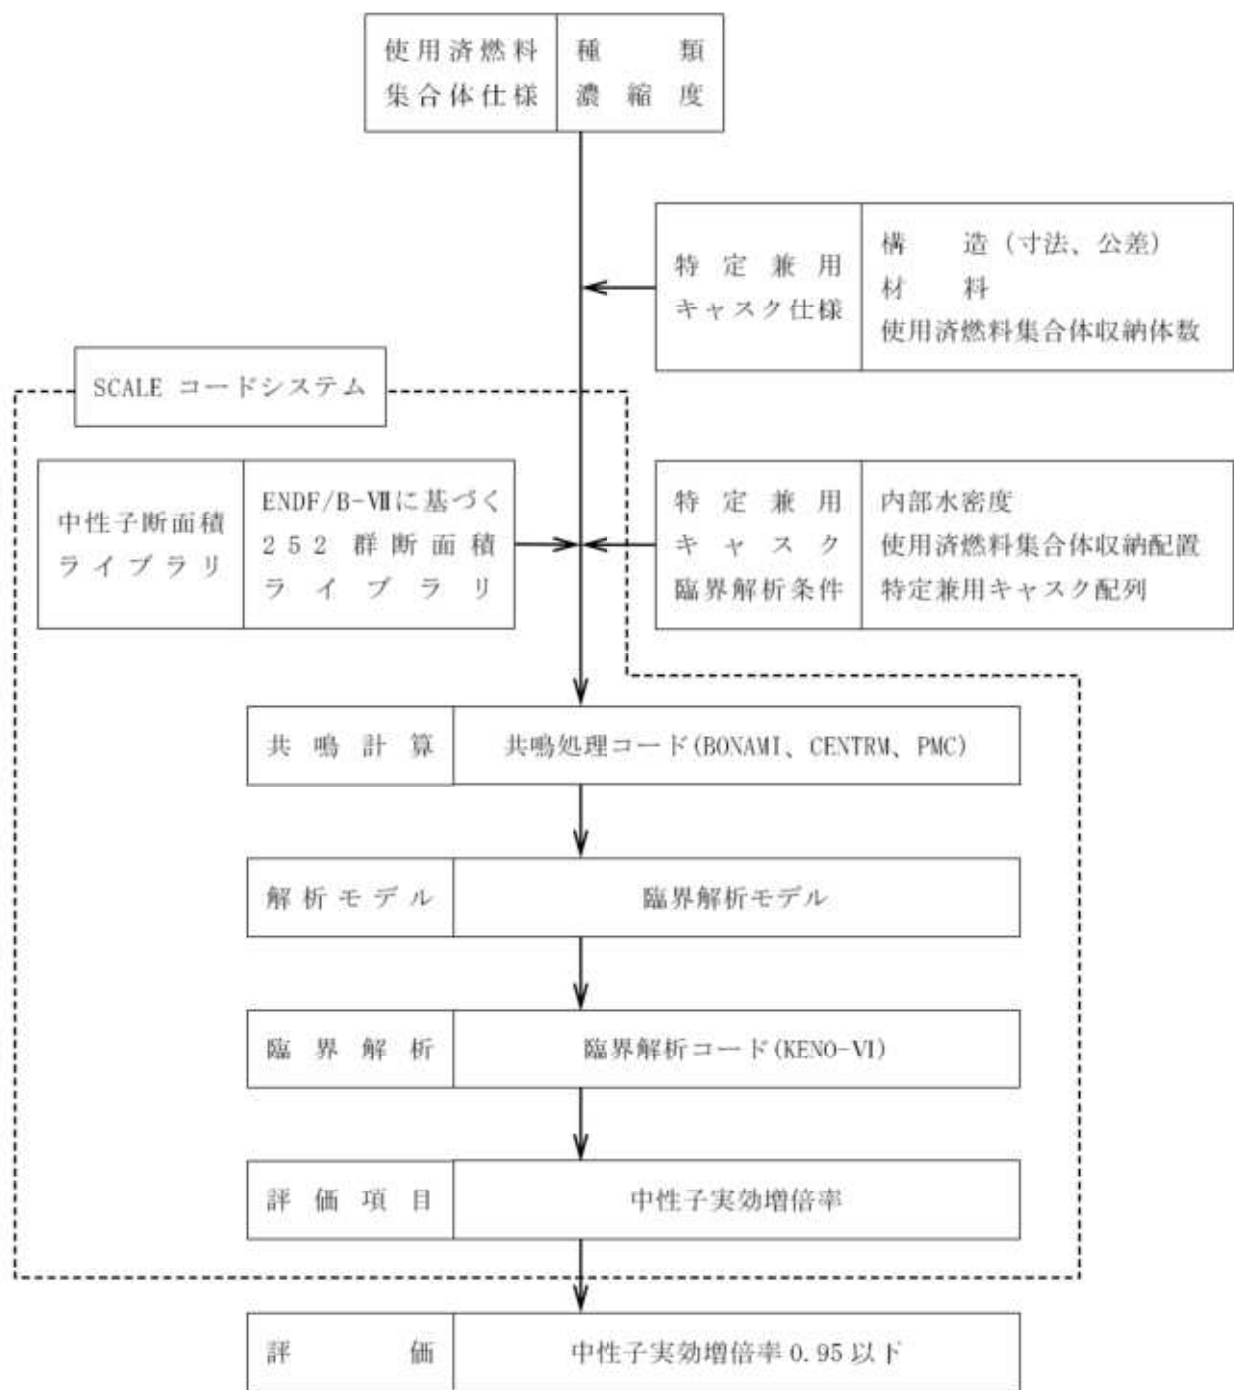 使用済燃料
集合体仕様
種類
濃縮度
特定兼用
キャスク仕様
構造（寸法、公差）
材料
使用済燃料集合体収納体数
SCALE コードシステム
中性子断面積
ライブラリ
ENDF/B-Ⅶに基づく
252 群断面積
ライブラリ
特定兼用
キャスク
臨界解析条件
内部水密度
使用済燃料集合体収納配置
特定兼用キャスク配列
共鳴計算
共鳴処理コード(BONAMI、CENTRM、PMC)
解析モデル
臨界解析モデル
臨界解析
臨界解析コード(KENO-Ⅵ)
評価項目
中性子実効増倍率
評価
中性子実効増倍率 0.95 以下